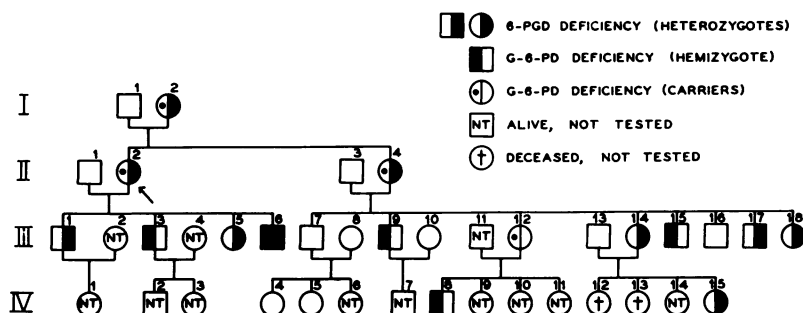 6-PGD DEFICIENCY (HETEROZYGOTES)
G-6-PD DEFICIENCY (HEMIZYGOTE)
G-6-PD DEFICIENCY (CARRIERS)
NT ALIVE, NOT TESTED
† DECEASED, NOT TESTED
I 1 2
II 1 2 3 4
III 1 2 3 4 5 6 7 8 9 10 11 12 13 14 15 16 17 18
NT NT NT
IV 1 2 3 4 5 6 7 8 9 10 11 12 13 14 15
NT NT NT NT NT NT NT NT † † NT